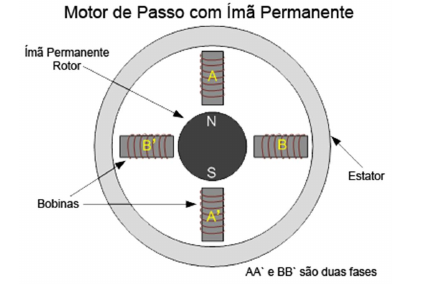 Motor de Passo com Ímã Permanente
Ímã Permanente
Rotor
A
N
B'
B
S
Estator
Bobinas
A'
AA` e BB` são duas fases